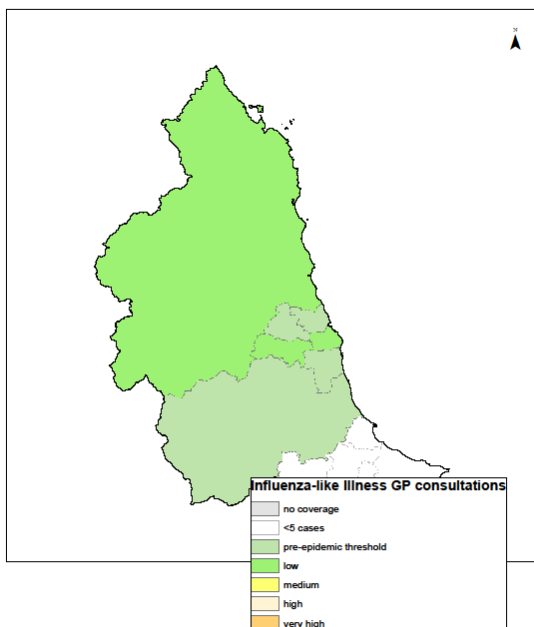 N
Influenza-like Illness GP consultations
no coverage
<5 cases
pre-epidemic threshold
low
medium
high
very high